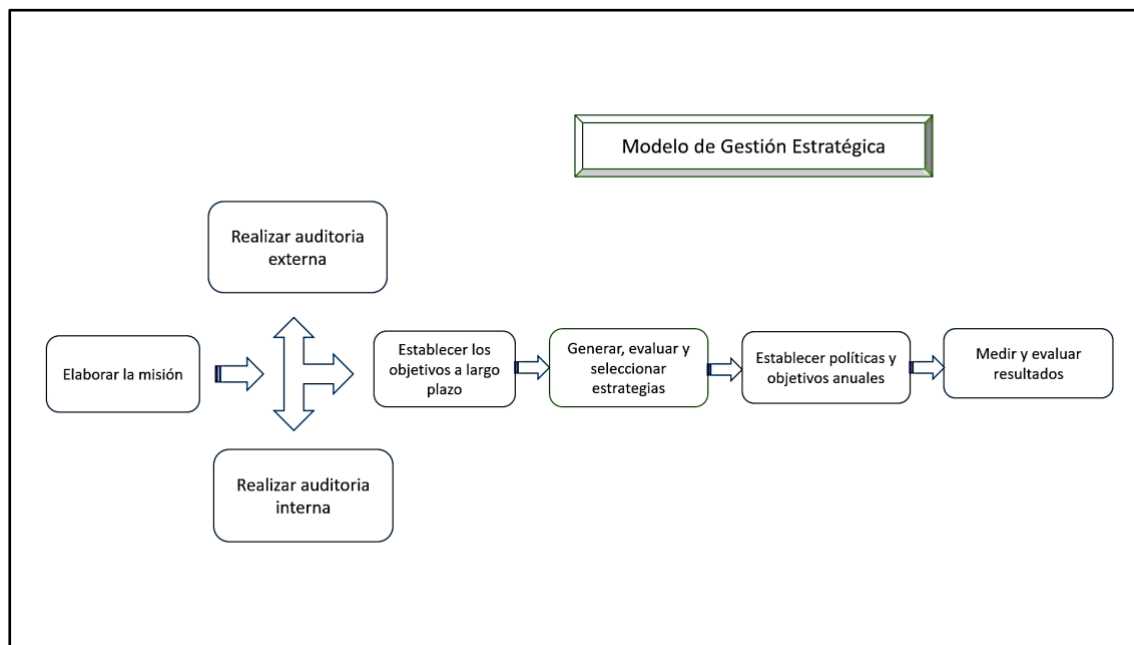 Modelo de Gestión Estratégica
Realizar auditoria
externa
Elaborar la misión
Establecer los
objetivos a largo
plazo
Generar, evaluar y
seleccionar
estrategias
Establecer políticas y
objetivos anuales
Medir y evaluar
resultados
Realizar auditoria
interna